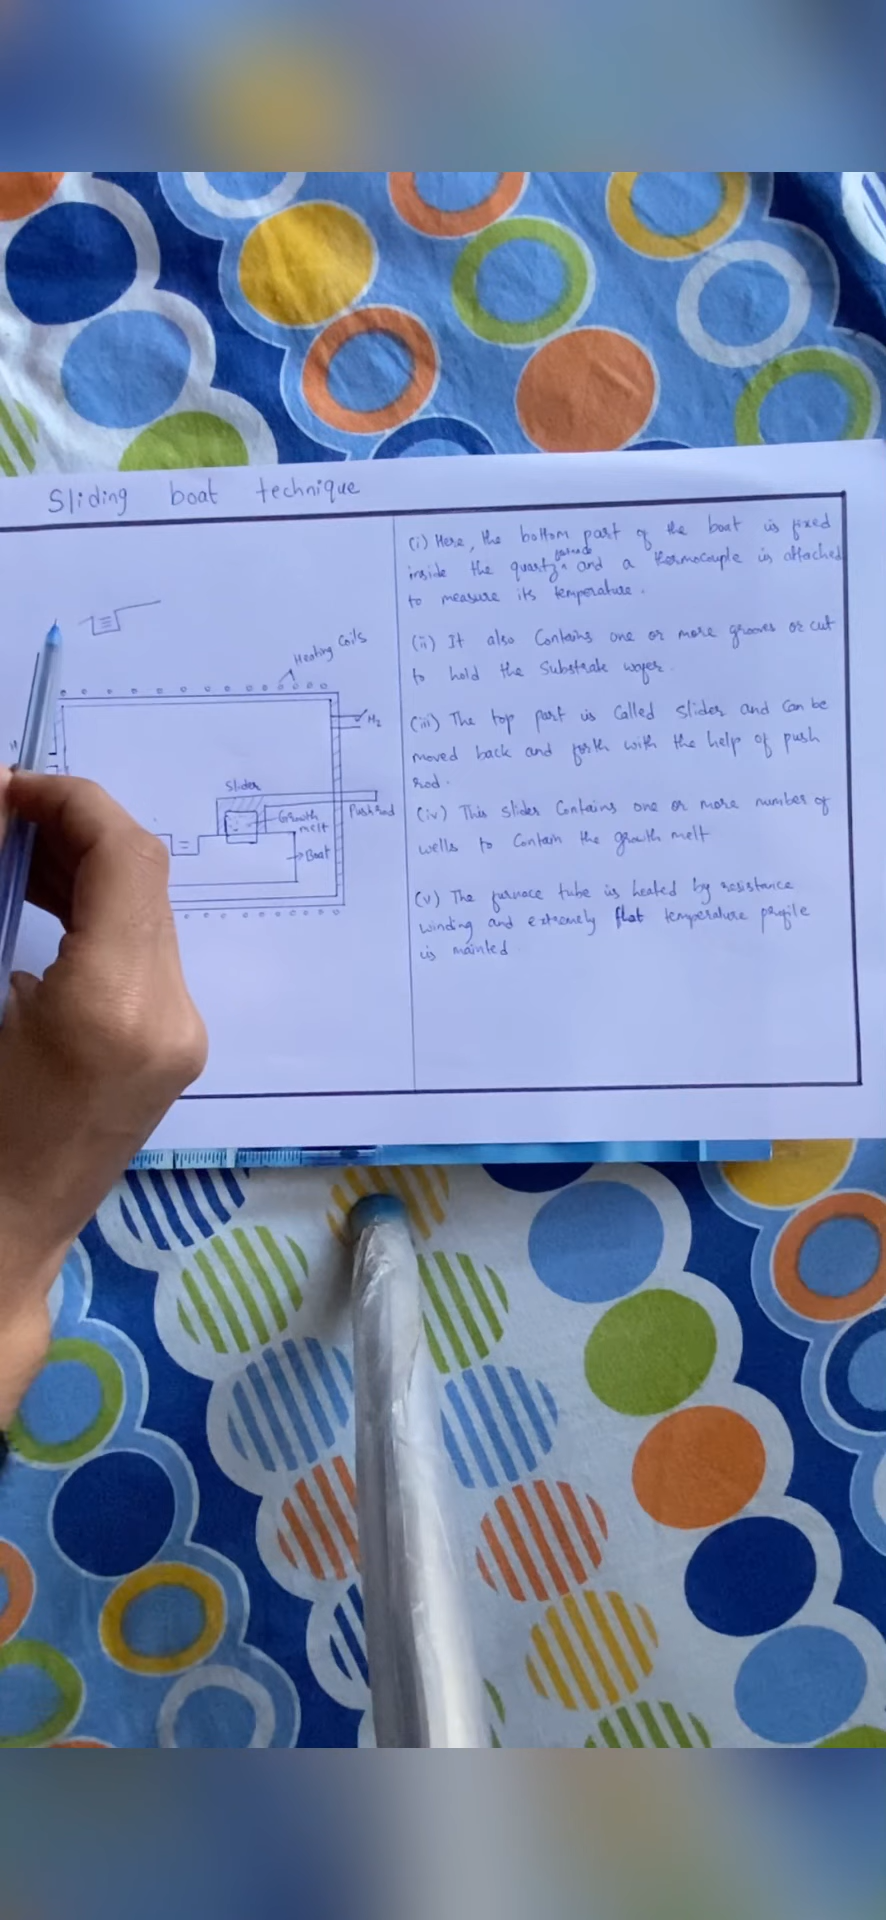 Sliding boat technique
(i) Here, the bottom part of the boat is fixed
inside the quartz furnace and a thermocouple is attached
to measure its temperature.
(ii) It also Contains one or more grooves or cut
to hold the Substrate wafer.
(iii) The top part is Called Slider and Can be
moved back and forth with the help of push
rod.
(iv) This slider Contains one or more number of
wells to Contain the growth melt
(v) The furnace tube is heated by resistance
winding and extremely flat temperature profile
is mainted
Heating Coils
H₂
Slider
Growth
melt
Push rod
Boat